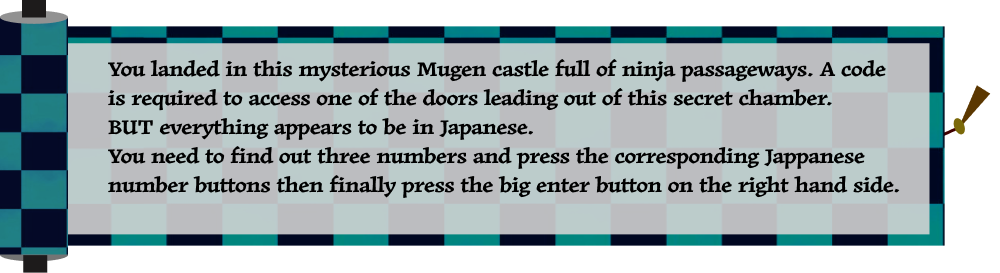 You landed in this mysterious Mugen castle full of ninja passageways. A code
is required to access one of the doors leading out of this secret chamber.
BUT everything appears to be in Japanese.
You need to find out three numbers and press the corresponding Jappanese
number buttons then finally press the big enter button on the right hand side.